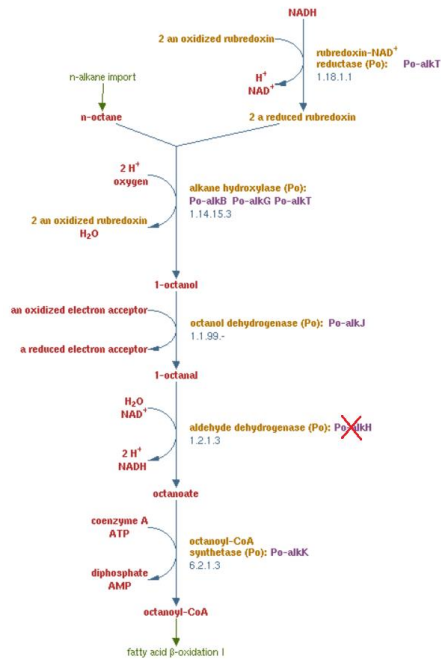 NADH
2 an oxidized rubredoxin
rubredoxin-NAD+
reductase (Po): Po-alkT
1.18.1.1
H+
NAD+
n-alkane import
n-octane
2 a reduced rubredoxin
2 H+
oxygen
alkane hydroxylase (Po):
Po-alkB Po-alkG Po-alkT
1.14.15.3
2 an oxidized rubredoxin
H2O
1-octanol
an oxidized electron acceptor
octanol dehydrogenase (Po): Po-alkJ
1.1.99.-
a reduced electron acceptor
1-octanal
H2O
NAD+
aldehyde dehydrogenase (Po): Po-alkH
1.2.1.3
2 H+
NADH
octanoate
coenzyme A
ATP
octanoyl-CoA
synthetase (Po): Po-alkK
6.2.1.3
diphosphate
AMP
octanoyl-CoA
fatty acid β-oxidation I